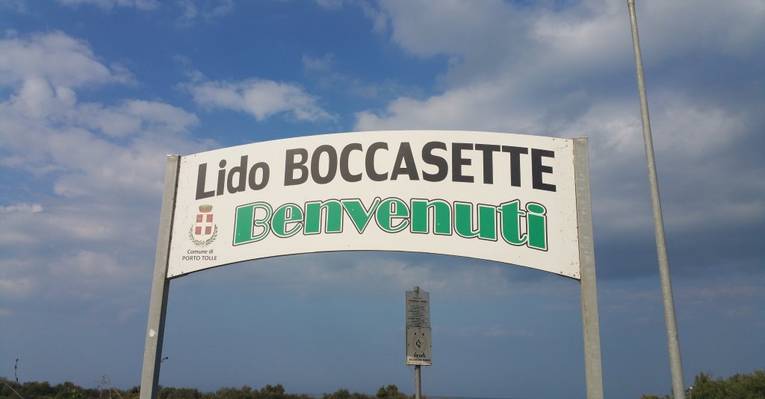 Lido BOCCASETTE
Benvenuti
Comune di
PORTO TOLLE